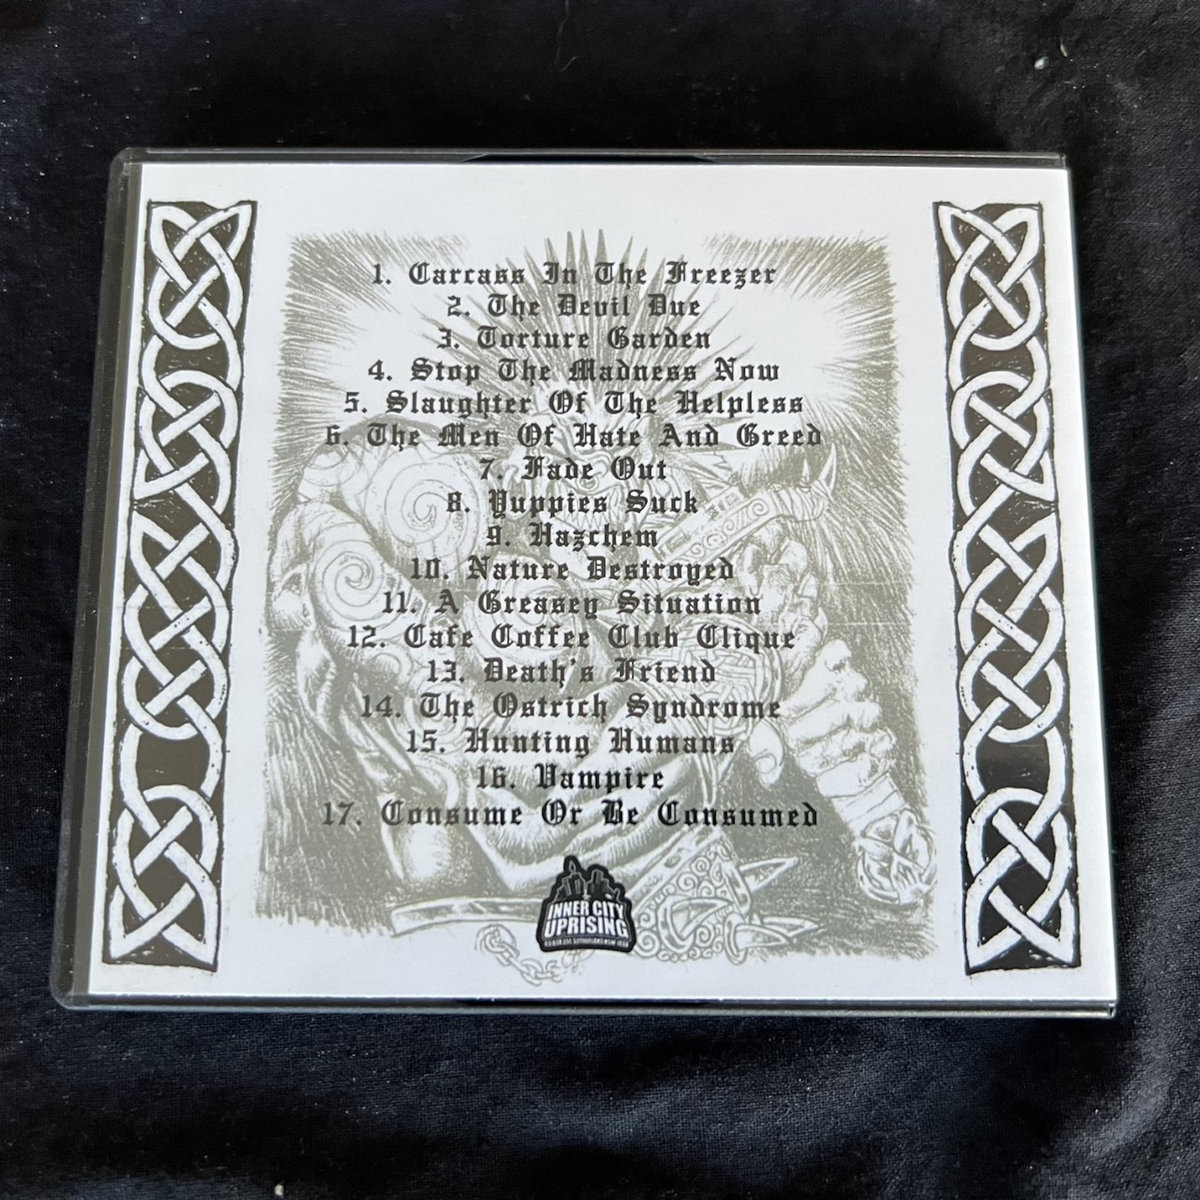 1. Carcass In The Freezer
2. The Devil Due
3. Torture Garden
4. Stop The Madness Now
5. Slaughter Of The Helpless
6. The Men Of Hate And Greed
7. Fade Out
8. Yuppies Suck
9. Hazchem
10. Nature Destroyed
11. A Greasey Situation
12. Cafe Coffee Club Clique
13. Death's Friend
14. The Ostrich Syndrome
15. Hunting Humans
16. Vampire
17. Consume Or Be Consumed
INNER CITY
UPRISING